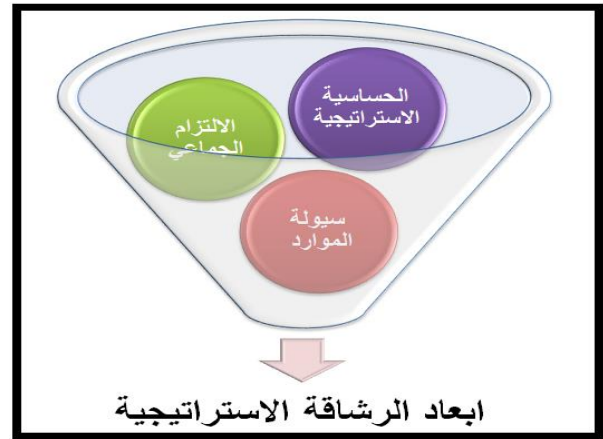 الحساسية
الاستراتيجية
الالتزام
الجماعي
سيولة
الموارد
ابعاد الرشاقة الاستراتيجية